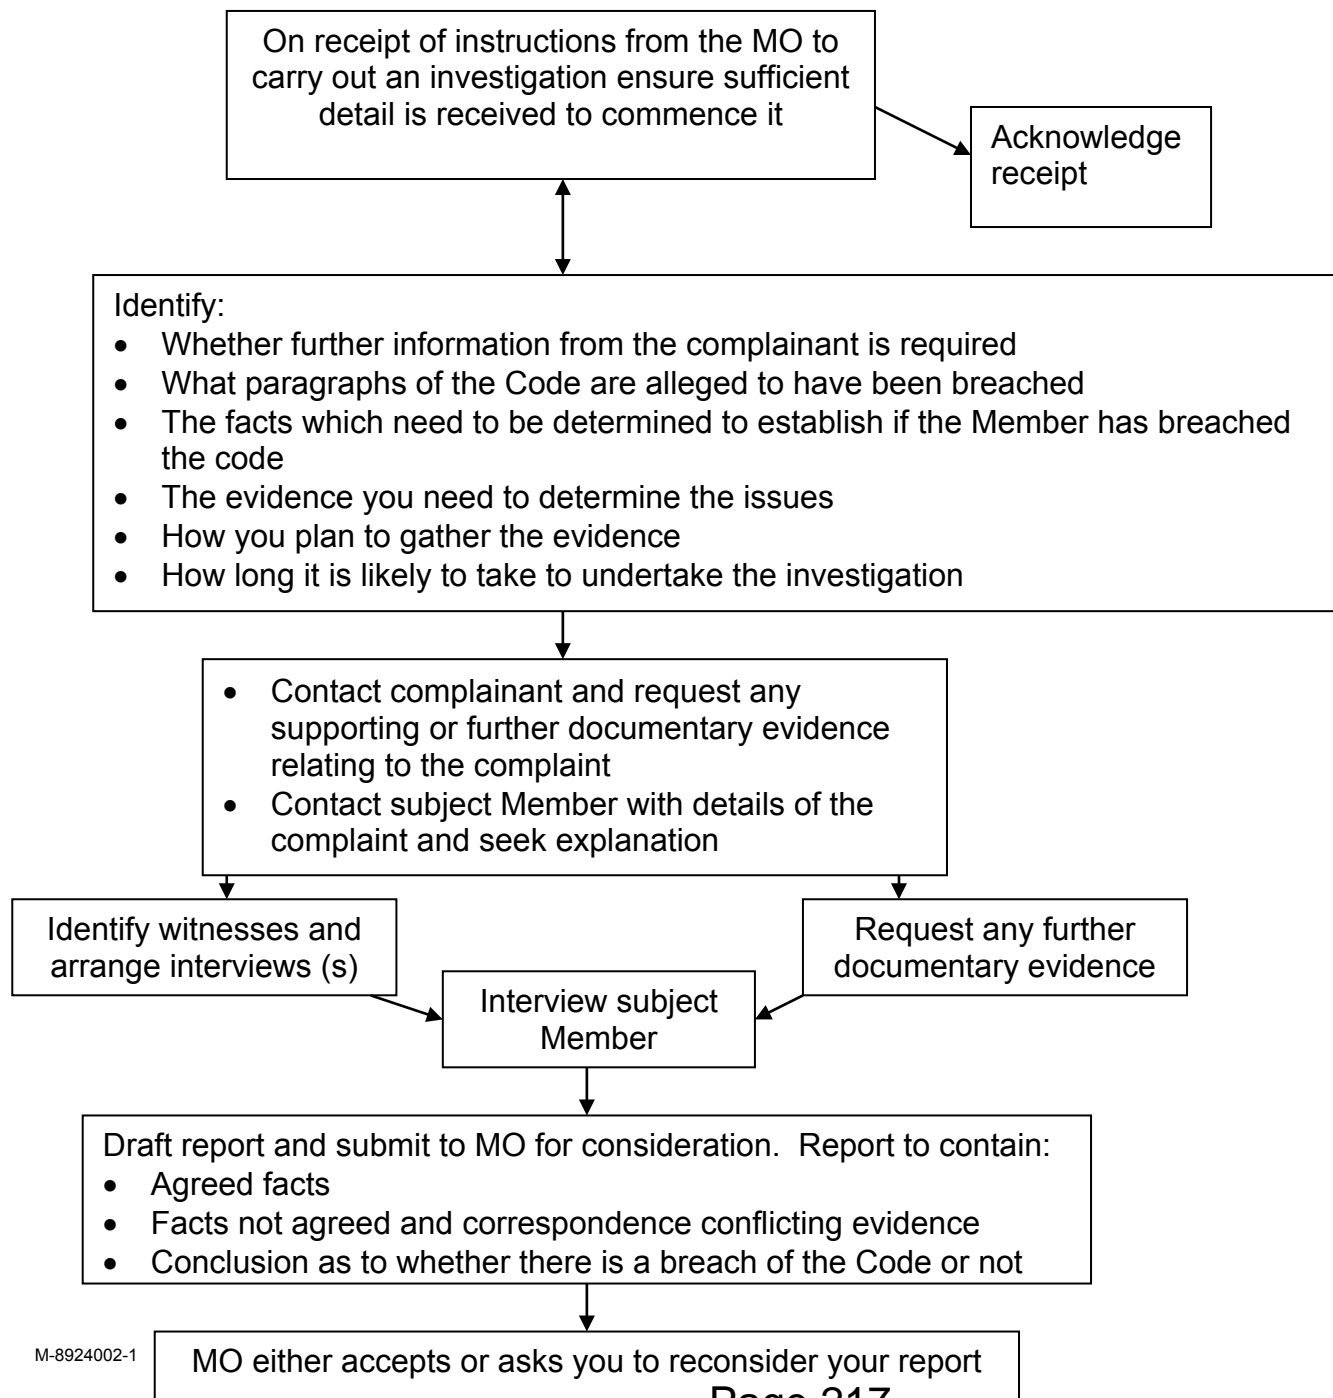 On receipt of instructions from the MO to
carry out an investigation ensure sufficient
detail is received to commence it
Acknowledge
receipt
Identify:
• Whether further information from the complainant is required
• What paragraphs of the Code are alleged to have been breached
• The facts which need to be determined to establish if the Member has breached
the code
• The evidence you need to determine the issues
• How you plan to gather the evidence
• How long it is likely to take to undertake the investigation
• Contact complainant and request any
supporting or further documentary evidence
relating to the complaint
• Contact subject Member with details of the
complaint and seek explanation
Identify witnesses and
arrange interviews (s)
Request any further
documentary evidence
Interview subject
Member
Draft report and submit to MO for consideration.  Report to contain:
• Agreed facts
• Facts not agreed and correspondence conflicting evidence
• Conclusion as to whether there is a breach of the Code or not
M-8924002-1
MO either accepts or asks you to reconsider your report
Page 217